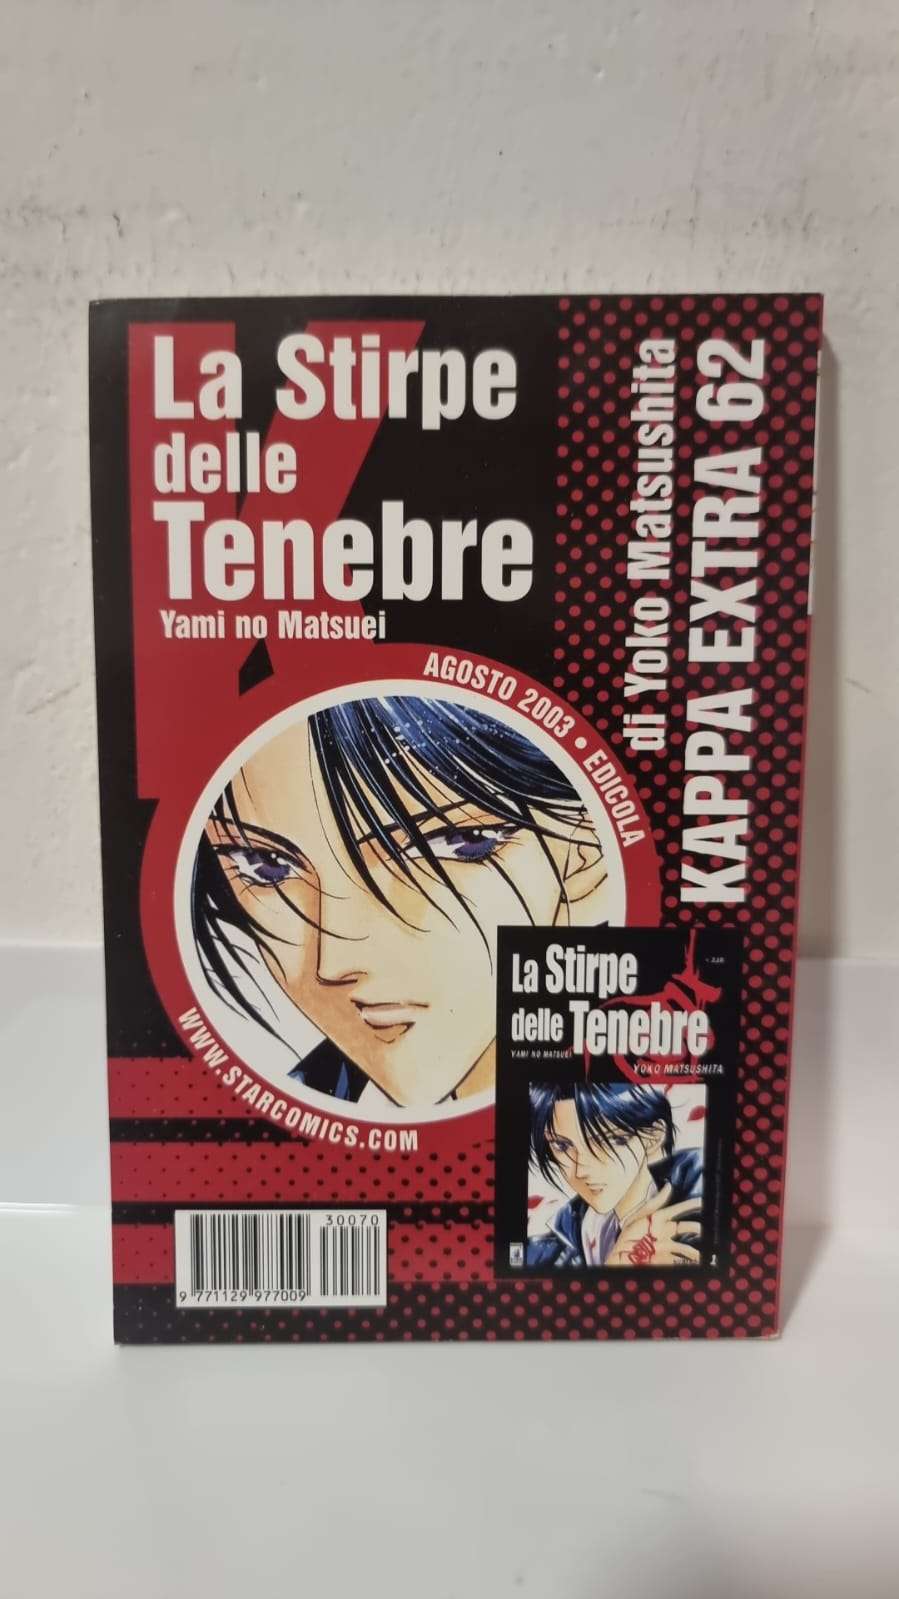 La Stirpe
delle
Tenebre
Yami no Matsuei
di Yoko Matsushita
KAPPA EXTRA 62
AGOSTO 2003 • EDICOLA
WWW.STARCOMICS.COM
La Stirpe
delle Tenebre
YAMI NO MATSUEI
YOKO MATSUSHITA
1
30070
9 771129 977009